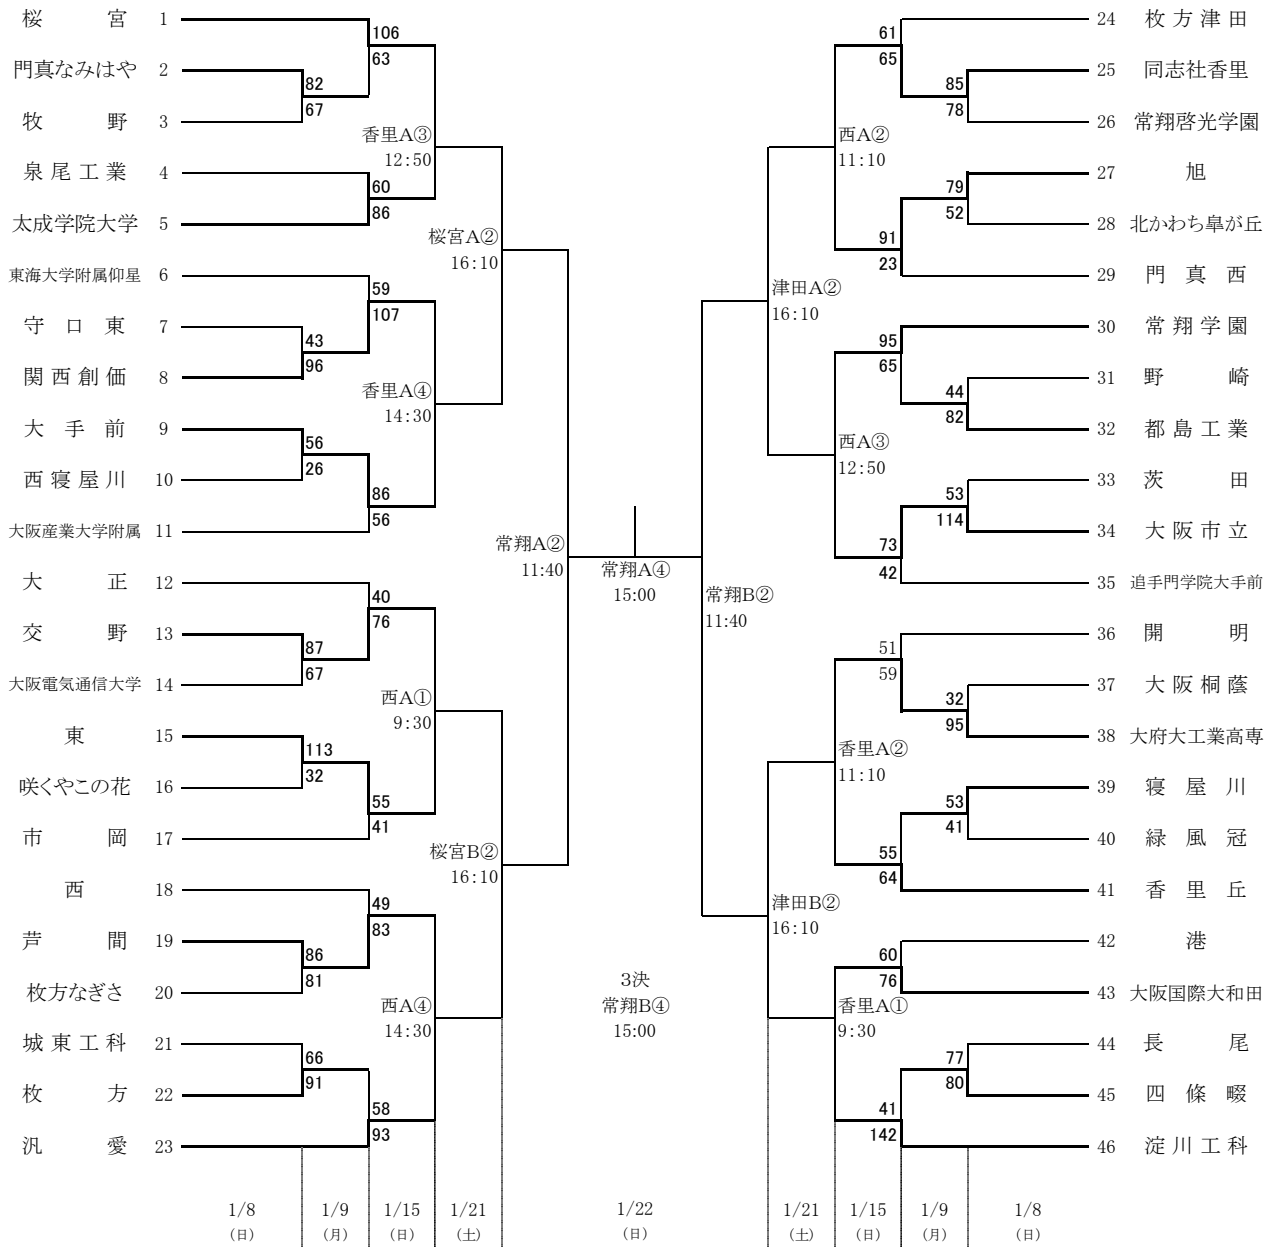 桜宮 1
門真なみはや 2
牧野 3
泉尾工業 4
太成学院大学 5
東海大学附属仰星 6
守口東 7
関西創価 8
大手前 9
西寝屋川 10
大阪産業大学附属 11
大正 12
交野 13
大阪電気通信大学 14
東 15
咲くやこの花 16
市岡 17
西 18
芦間 19
枚方なぎさ 20
城東工科 21
枚方 22
汎愛 23
82
67
43
96
56
26
87
67
113
32
86
81
66
91
106
63
60
86
59
107
86
56
40
76
55
41
49
83
58
93
香里A③
12:50
香里A④
14:30
西A①
9:30
西A④
14:30
桜宮A②
16:10
桜宮B②
16:10
常翔A②
11:40
常翔A④
15:00
3決
常翔B④
15:00
常翔B②
11:40
津田A②
16:10
津田B②
16:10
西A②
11:10
西A③
12:50
香里A②
11:10
香里A①
9:30
61
65
91
23
95
65
73
42
51
59
55
64
60
76
41
142
85
78
79
52
44
82
53
114
32
95
53
41
77
80
24 枚方津田
25 同志社香里
26 常翔啓光学園
27 旭
28 北かわち皐が丘
29 門真西
30 常翔学園
31 野崎
32 都島工業
33 茨田
34 大阪市立
35 追手門学院大手前
36 開明
37 大阪桐蔭
38 大府大工業高専
39 寝屋川
40 緑風冠
41 香里丘
42 港
43 大阪国際大和田
44 長尾
45 四條畷
46 淀川工科
1/8 1/9 1/15 1/21 1/22 1/21 1/15 1/9 1/8
(日) (月) (日) (土) (日) (土) (日) (月) (日)